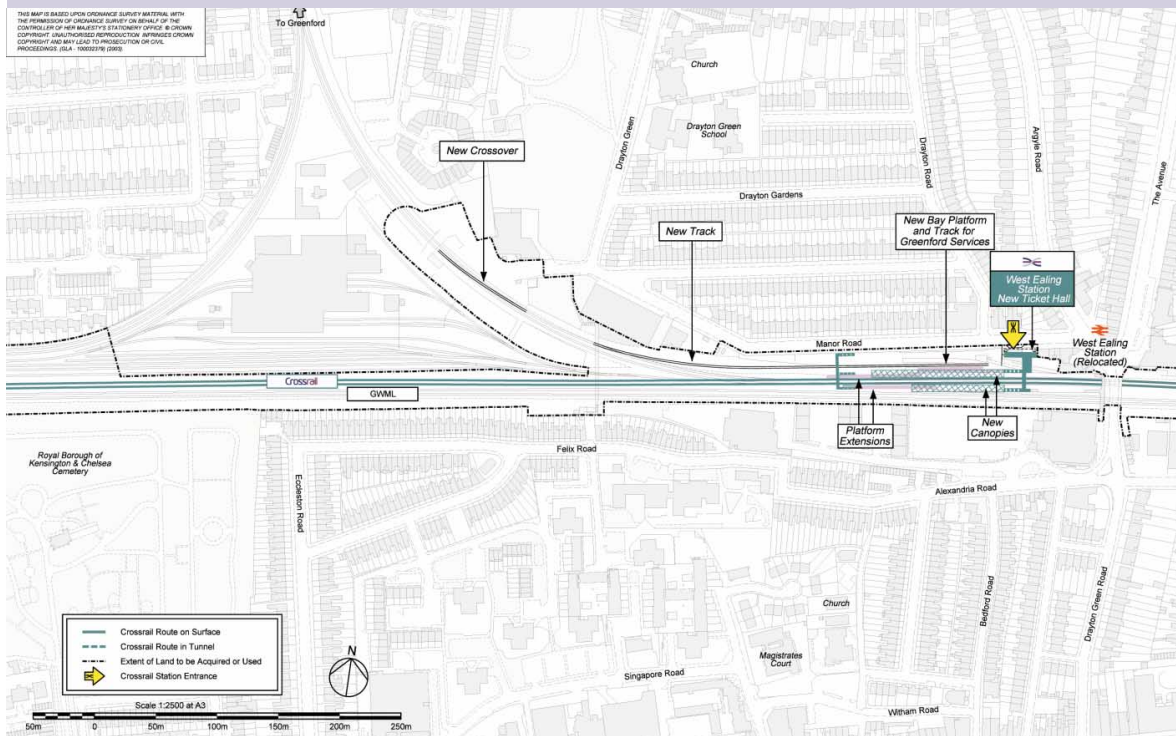 THIS MAP IS BASED UPON ORDNANCE SURVEY MATERIAL WITH
THE PERMISSION OF ORDNANCE SURVEY ON BEHALF OF THE
CONTROLLER OF HER MAJESTY'S STATIONERY OFFICE © CROWN
COPYRIGHT. UNAUTHORISED REPRODUCTION INFRINGES CROWN
COPYRIGHT AND MAY LEAD TO PROSECUTION OR CIVIL
PROCEEDINGS. (GLA - 100032379) (2003)
To Greenford
Church
Drayton Green
School
Drayton Green
New Crossover
Drayton Road
Argyle Road
The Avenue
Drayton Gardens
New Track
New Bay Platform
and Track for
Greenford Services
West Ealing
Station
New Ticket Hall
Manor Road
West Ealing
Station
(Relocated)
Crossrail
GWML
Platform
Extensions
New
Canopies
Felix Road
Royal Borough of
Kensington & Chelsea
Cemetery
Eccleston Road
Alexandria Road
Bedford Road
Drayton Green Road
Church
Magistrates
Court
Singapore Road
Witham Road
Crossrail Route on Surface
Crossrail Route in Tunnel
Extent of Land to be Acquired or Used
Crossrail Station Entrance
N
Scale 1:2500 at A3
50m 0 50m 100m 150m 200m 250m